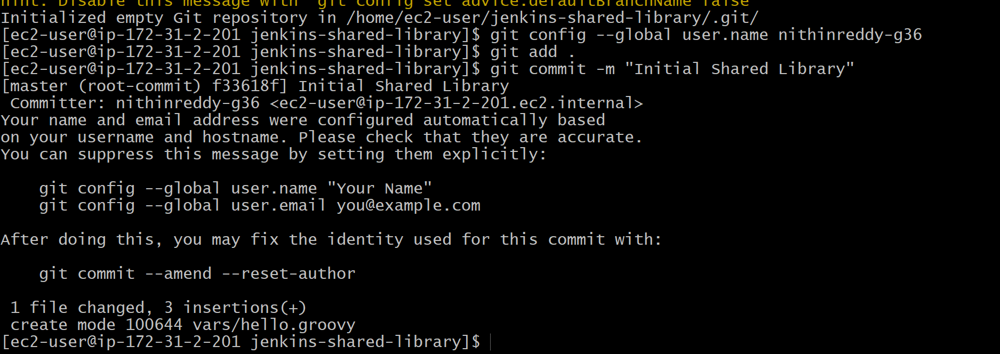 hint: Disable this message with "git config set advice.defaultBranchName false"
Initialized empty Git repository in /home/ec2-user/jenkins-shared-library/.git/
[ec2-user@ip-172-31-2-201 jenkins-shared-library]$ git config --global user.name nithinreddy-g36
[ec2-user@ip-172-31-2-201 jenkins-shared-library]$ git add .
[ec2-user@ip-172-31-2-201 jenkins-shared-library]$ git commit -m "Initial Shared Library"
[master (root-commit) f33618f] Initial Shared Library
 Committer: nithinreddy-g36 <ec2-user@ip-172-31-2-201.ec2.internal>
Your name and email address were configured automatically based
on your username and hostname. Please check that they are accurate.
You can suppress this message by setting them explicitly:
    git config --global user.name "Your Name"
    git config --global user.email you@example.com
After doing this, you may fix the identity used for this commit with:
    git commit --amend --reset-author
 1 file changed, 3 insertions(+)
 create mode 100644 vars/hello.groovy
[ec2-user@ip-172-31-2-201 jenkins-shared-library]$